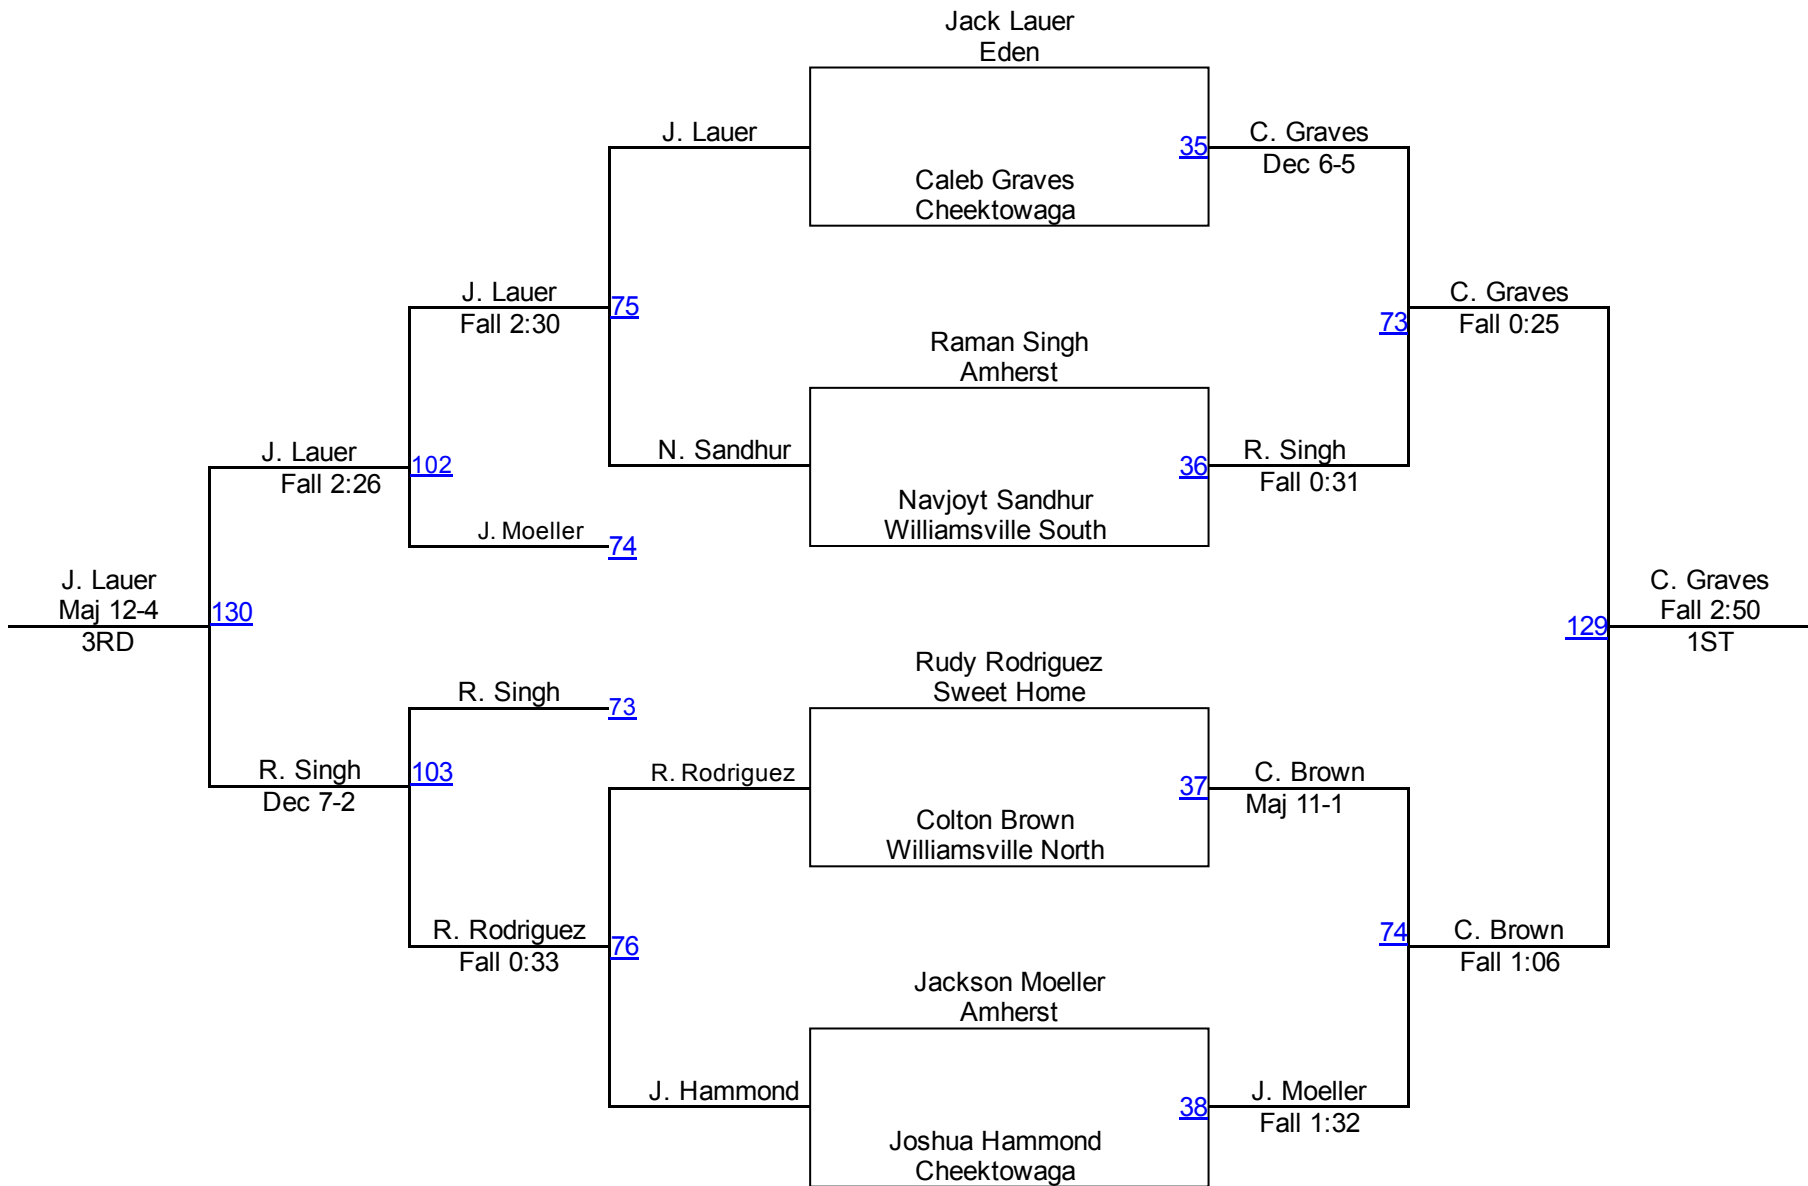 Jack Lauer
Eden
J. Lauer
35
C. Graves
Dec 6-5
Caleb Graves
Cheektowaga
J. Lauer
Fall 2:30
75
C. Graves
Fall 0:25
73
Raman Singh
Amherst
J. Lauer
Fall 2:26
102
N. Sandhur
36
R. Singh
Fall 0:31
Navjoyt Sandhur
Williamsville South
J. Moeller
74
J. Lauer
Maj 12-4
3RD
130
C. Graves
Fall 2:50
1ST
129
Rudy Rodriguez
Sweet Home
R. Singh
73
R. Singh
Dec 7-2
103
R. Rodriguez
37
C. Brown
Maj 11-1
Colton Brown
Williamsville North
R. Rodriguez
Fall 0:33
76
74
C. Brown
Fall 1:06
Jackson Moeller
Amherst
J. Hammond
38
J. Moeller
Fall 1:32
Joshua Hammond
Cheektowaga